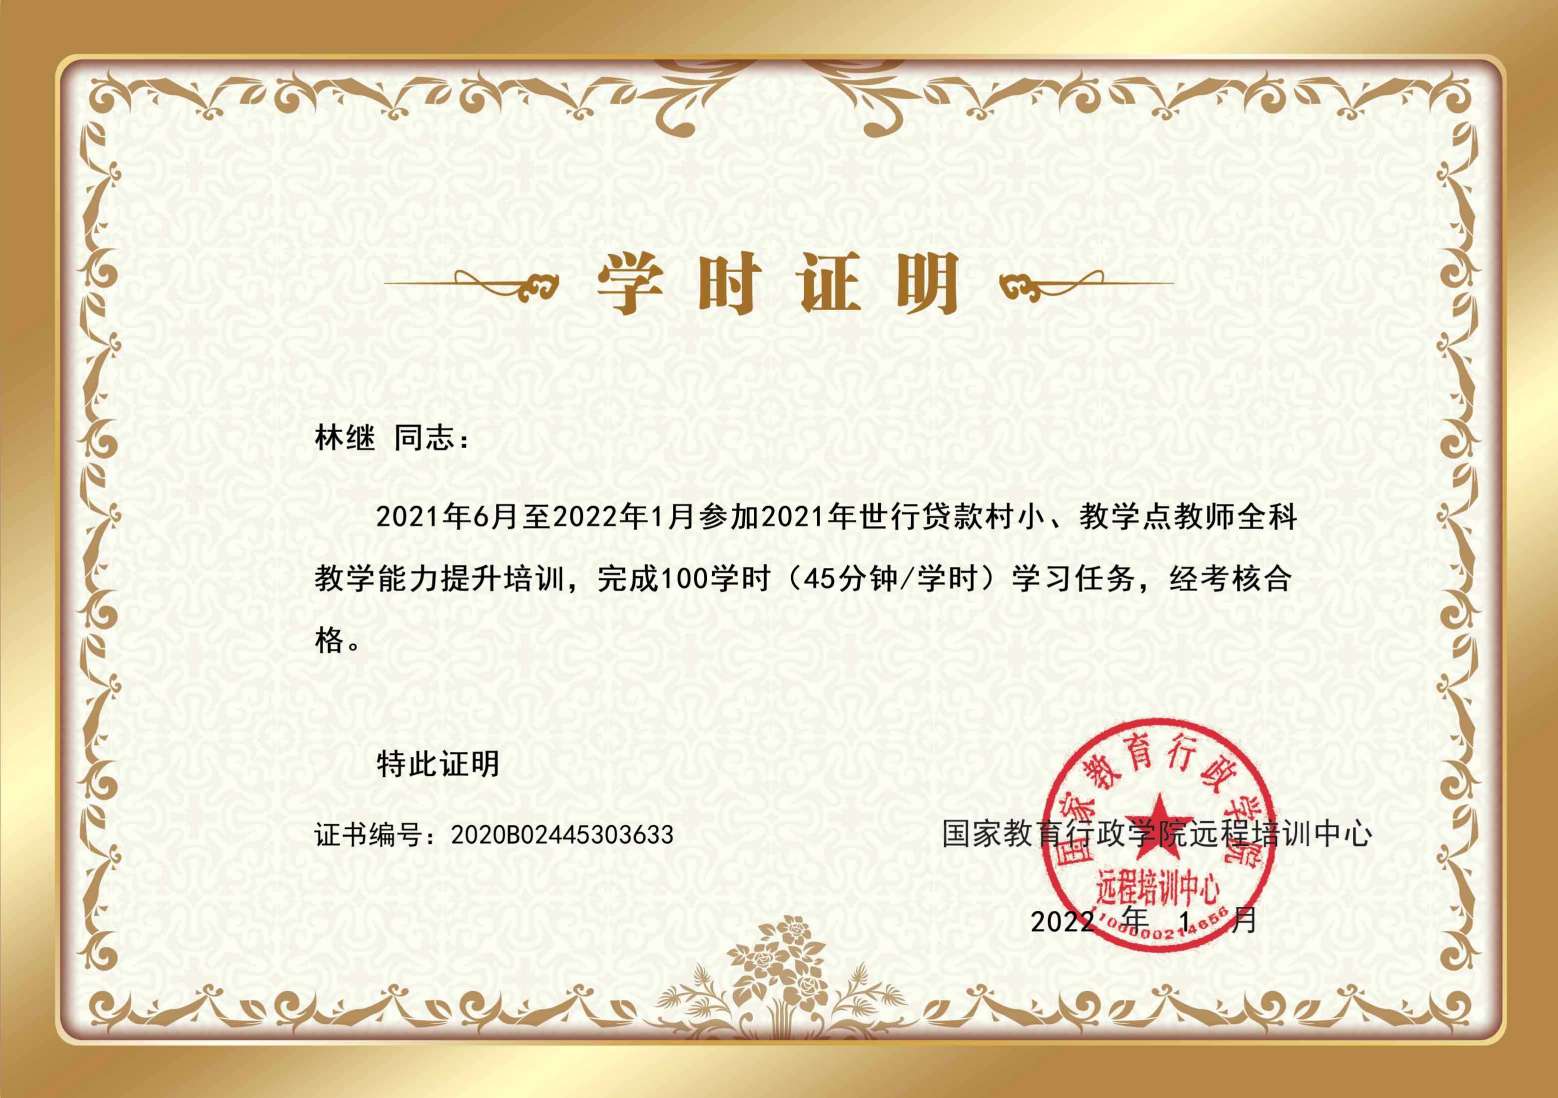 学时证明
林继 同志：
2021年6月至2022年1月参加2021年世行贷款村小、教学点教师全科
教学能力提升培训，完成100学时（45分钟/学时）学习任务，经考核合
格。
特此证明
证书编号：2020B02445303633
国家教育行政学院远程培训中心
2022 年 1 月
国家教育行政学院
远程培训中心
1100000214656